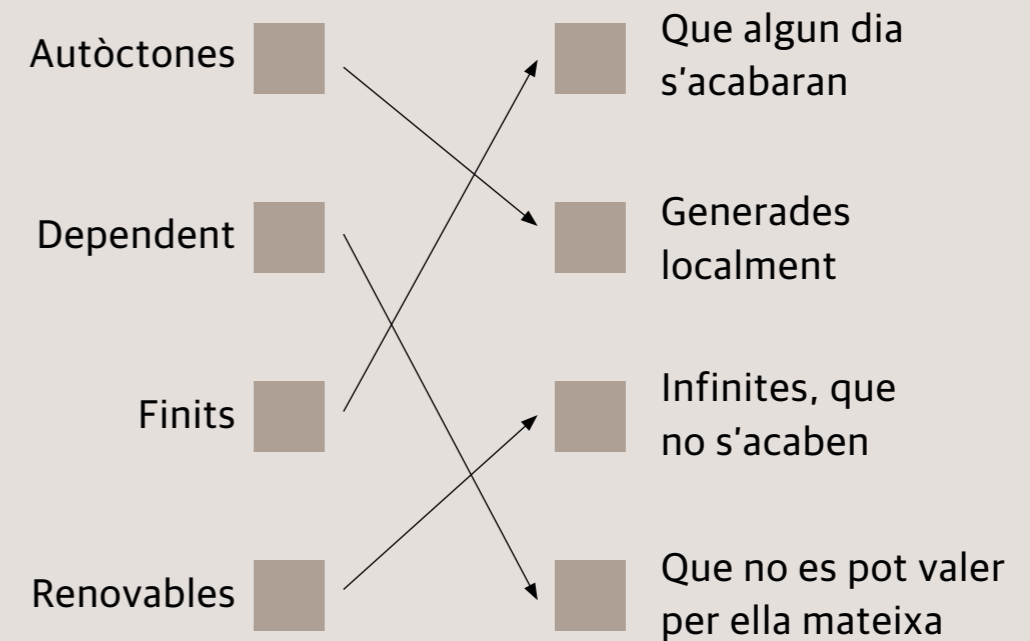 Autòctones
Que algun dia
s'acabaran
Dependent
Generades
localment
Finits
Infinites, que
no s'acaben
Renovables
Que no es pot valer
per ella mateixa